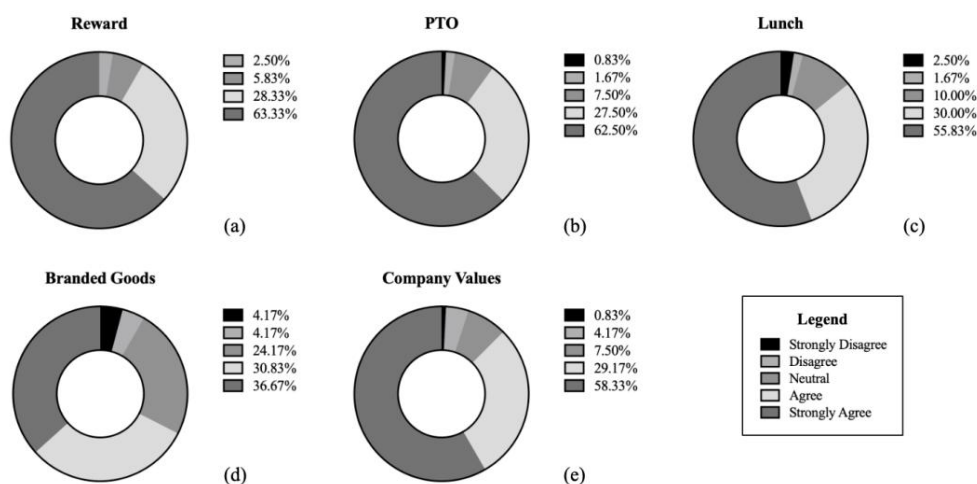 Reward
2.50%
5.83%
28.33%
63.33%
(a)
PTO
0.83%
1.67%
7.50%
27.50%
62.50%
(b)
Lunch
2.50%
1.67%
10.00%
30.00%
55.83%
(c)
Branded Goods
4.17%
4.17%
24.17%
30.83%
36.67%
(d)
Company Values
0.83%
4.17%
7.50%
29.17%
58.33%
(e)
Legend
Strongly Disagree
Disagree
Neutral
Agree
Strongly Agree